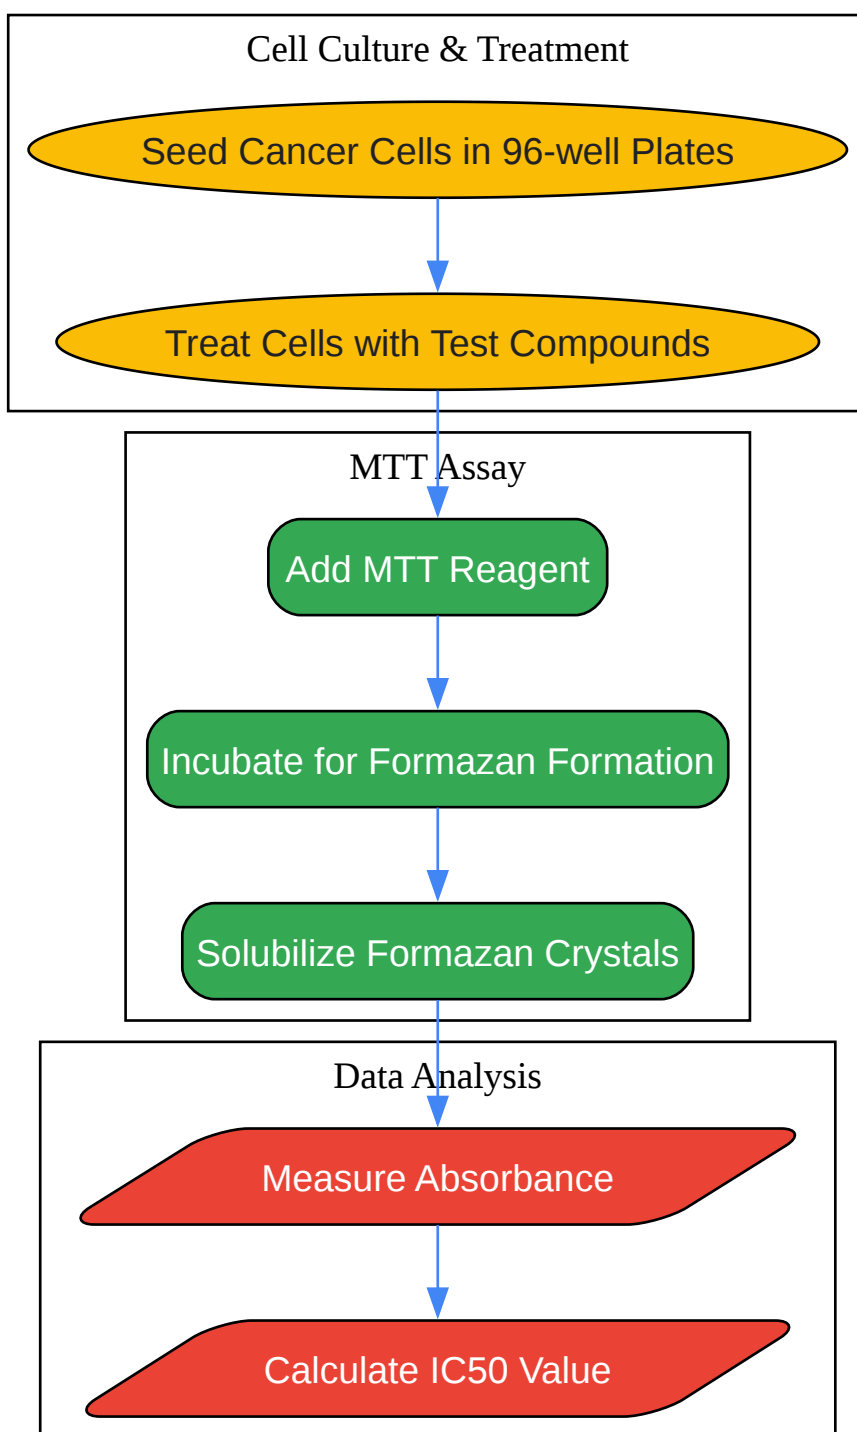 Cell Culture & Treatment
Seed Cancer Cells in 96-well Plates
Treat Cells with Test Compounds
MTT Assay
Add MTT Reagent
Incubate for Formazan Formation
Solubilize Formazan Crystals
Data Analysis
Measure Absorbance
Calculate IC50 Value